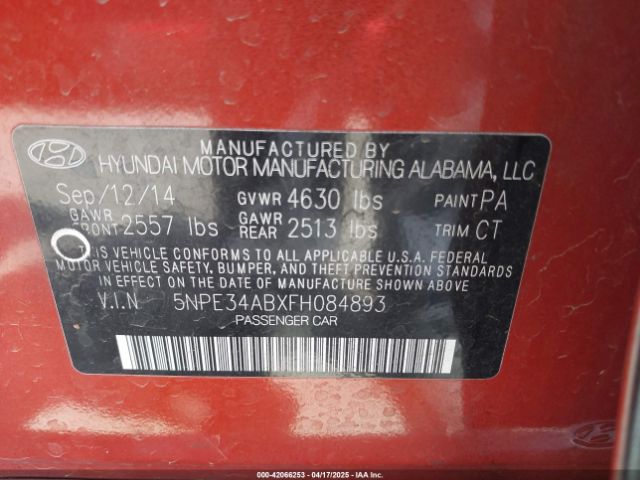 MANUFACTURED BY
HYUNDAI MOTOR MANUFACTURING ALABAMA, LLC
Sep/12/14 GVWR 4630 lbs PAINT PA
GAWR FRONT 2557 lbs GAWR REAR 2513 lbs TRIM CT
THIS VEHICLE CONFORMS TO ALL APPLICABLE U.S.A. FEDERAL
MOTOR VEHICLE SAFETY, BUMPER, AND THEFT PREVENTION STANDARDS
IN EFFECT ON THE DATE OF MANUFACTURE SHOWN ABOVE.
V.I.N 5NPE34ABXFH084893
PASSENGER CAR
000-42066253 - 04/17/2025 - IAA Inc.